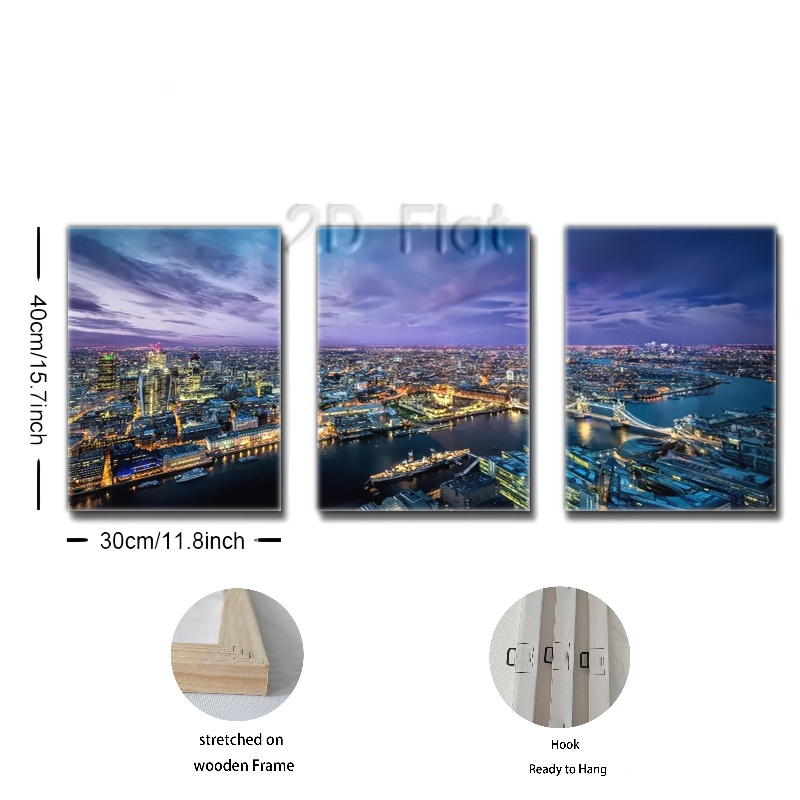 2D Flat
40cm/15.7inch
30cm/11.8inch
stretched on
wooden Frame
Hook
Ready to Hang